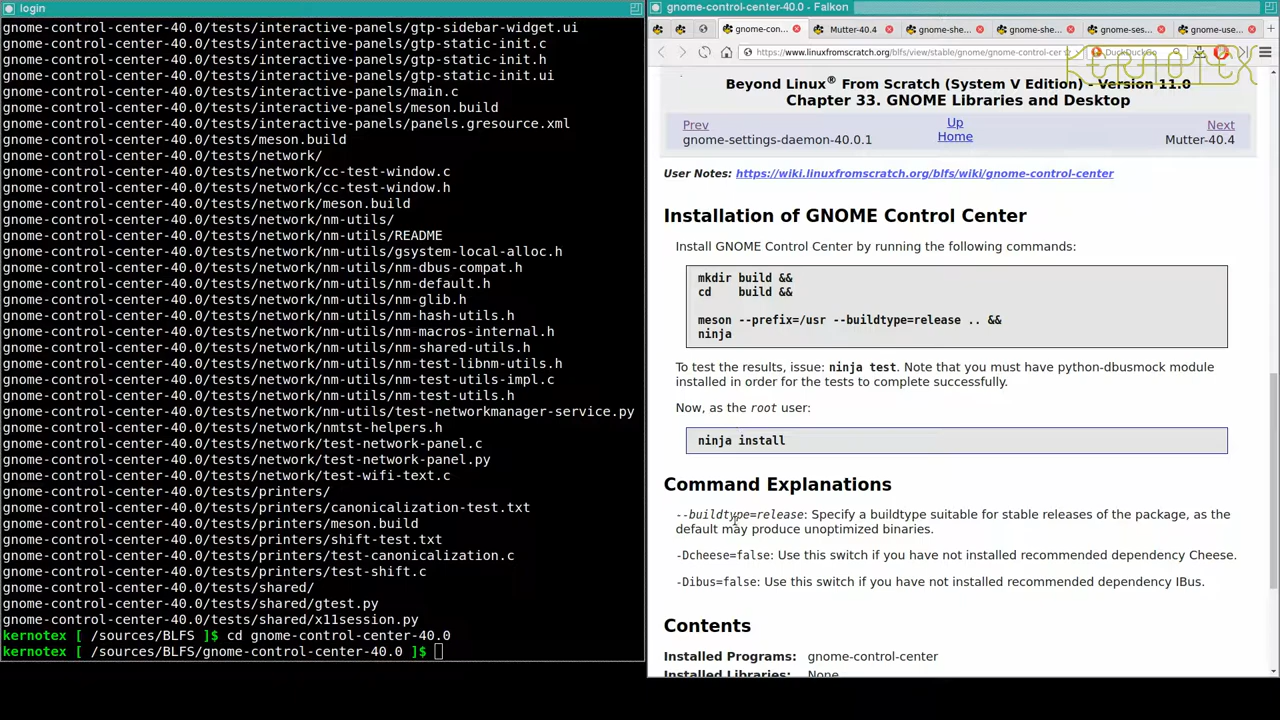 login
gnome-control-center-40.0/tests/interactive-panels/gtp-sidebar-widget.ui
gnome-control-center-40.0/tests/interactive-panels/gtp-static-init.c
gnome-control-center-40.0/tests/interactive-panels/gtp-static-init.h
gnome-control-center-40.0/tests/interactive-panels/gtp-static-init.ui
gnome-control-center-40.0/tests/interactive-panels/main.c
gnome-control-center-40.0/tests/interactive-panels/meson.build
gnome-control-center-40.0/tests/interactive-panels/panels.gresource.xml
gnome-control-center-40.0/tests/meson.build
gnome-control-center-40.0/tests/network/
gnome-control-center-40.0/tests/network/cc-test-window.c
gnome-control-center-40.0/tests/network/cc-test-window.h
gnome-control-center-40.0/tests/network/meson.build
gnome-control-center-40.0/tests/network/nm-utils/
gnome-control-center-40.0/tests/network/nm-utils/README
gnome-control-center-40.0/tests/network/nm-utils/gsystem-local-alloc.h
gnome-control-center-40.0/tests/network/nm-utils/nm-dbus-compat.h
gnome-control-center-40.0/tests/network/nm-utils/nm-default.h
gnome-control-center-40.0/tests/network/nm-utils/nm-glib.h
gnome-control-center-40.0/tests/network/nm-utils/nm-hash-utils.h
gnome-control-center-40.0/tests/network/nm-utils/nm-macros-internal.h
gnome-control-center-40.0/tests/network/nm-utils/nm-shared-utils.h
gnome-control-center-40.0/tests/network/nm-utils/nm-test-libnm-utils.h
gnome-control-center-40.0/tests/network/nm-utils/nm-test-utils-impl.c
gnome-control-center-40.0/tests/network/nm-utils/nm-test-utils.h
gnome-control-center-40.0/tests/network/nm-utils/test-networkmanager-service.py
gnome-control-center-40.0/tests/network/nmtst-helpers.h
gnome-control-center-40.0/tests/network/test-network-panel.c
gnome-control-center-40.0/tests/network/test-network-panel.py
gnome-control-center-40.0/tests/network/test-wifi-text.c
gnome-control-center-40.0/tests/printers/
gnome-control-center-40.0/tests/printers/canonicalization-test.txt
gnome-control-center-40.0/tests/printers/meson.build
gnome-control-center-40.0/tests/printers/shift-test.txt
gnome-control-center-40.0/tests/printers/test-canonicalization.c
gnome-control-center-40.0/tests/printers/test-shift.c
gnome-control-center-40.0/tests/shared/
gnome-control-center-40.0/tests/shared/gtest.py
gnome-control-center-40.0/tests/shared/x11session.py
kernotex [ /sources/BLFS ]$ cd gnome-control-center-40.0
kernotex [ /sources/BLFS/gnome-control-center-40.0 ]$
gnome-control-center-40.0 - Falkon
gnome-con... Mutter-40.4 gnome-she... gnome-she... gnome-ses... gnome-use...
https://www.linuxfromscratch.org/blfs/view/stable/gnome/gnome-control-cer DuckDuckGo
KERNOTEX
Beyond Linux® From Scratch (System V Edition) - Version 11.0
Chapter 33. GNOME Libraries and Desktop
Prev Up Next
gnome-settings-daemon-40.0.1 Home Mutter-40.4
User Notes: https://wiki.linuxfromscratch.org/blfs/wiki/gnome-control-center
Installation of GNOME Control Center
Install GNOME Control Center by running the following commands:
mkdir build &&
cd    build &&
meson --prefix=/usr --buildtype=release .. &&
ninja
To test the results, issue: ninja test. Note that you must have python-dbusmock module
installed in order for the tests to complete successfully.
Now, as the root user:
ninja install
Command Explanations
--buildtype=release: Specify a buildtype suitable for stable releases of the package, as the
default may produce unoptimized binaries.
-Dcheese=false: Use this switch if you have not installed recommended dependency Cheese.
-Dibus=false: Use this switch if you have not installed recommended dependency IBus.
Contents
Installed Programs: gnome-control-center
Installed Libraries: None